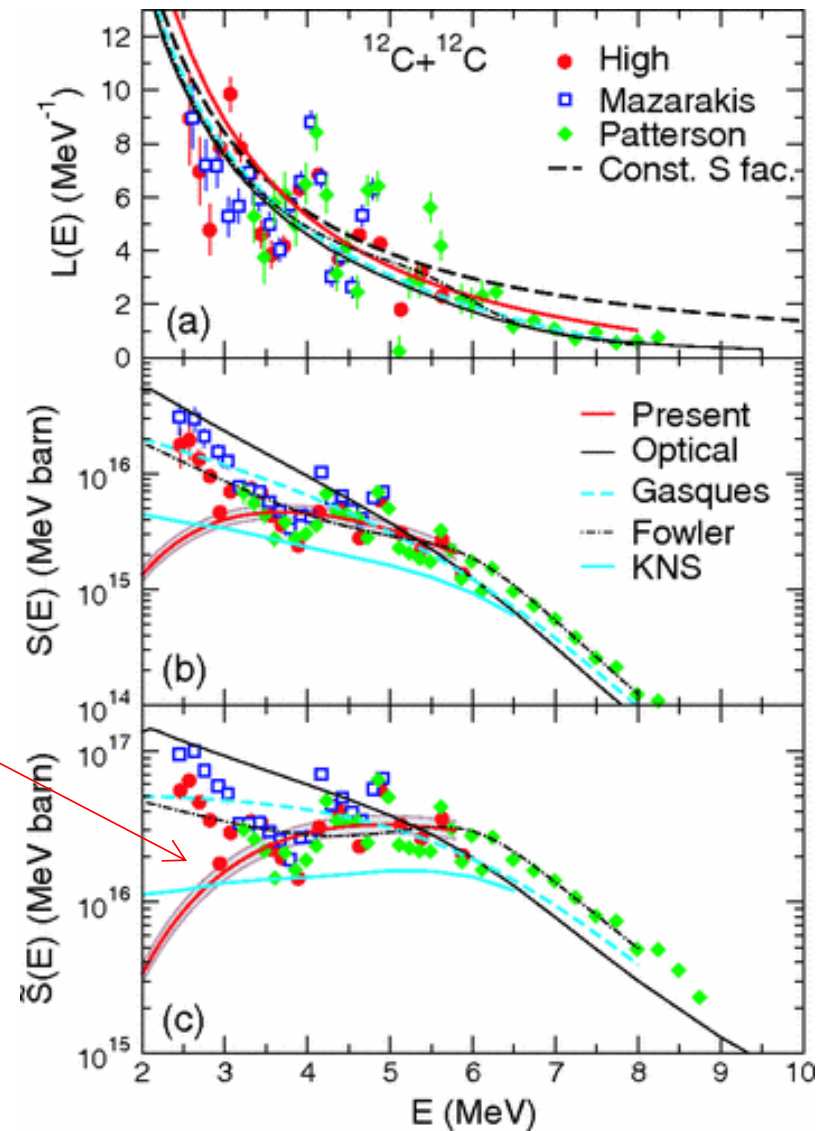 ¹²C+¹²C
High
Mazarakis
Patterson
Const. S fac.
L(E) (MeV⁻¹)
12
10
8
6
4
2
0
(a)
Present
Optical
Gasques
Fowler
KNS
S(E) (MeV barn)
10¹⁶
10¹⁵
10¹⁴
(b)
S̃(E) (MeV barn)
10¹⁷
10¹⁶
10¹⁵
(c)
2 3 4 5 6 7 8 9 10
E (MeV)